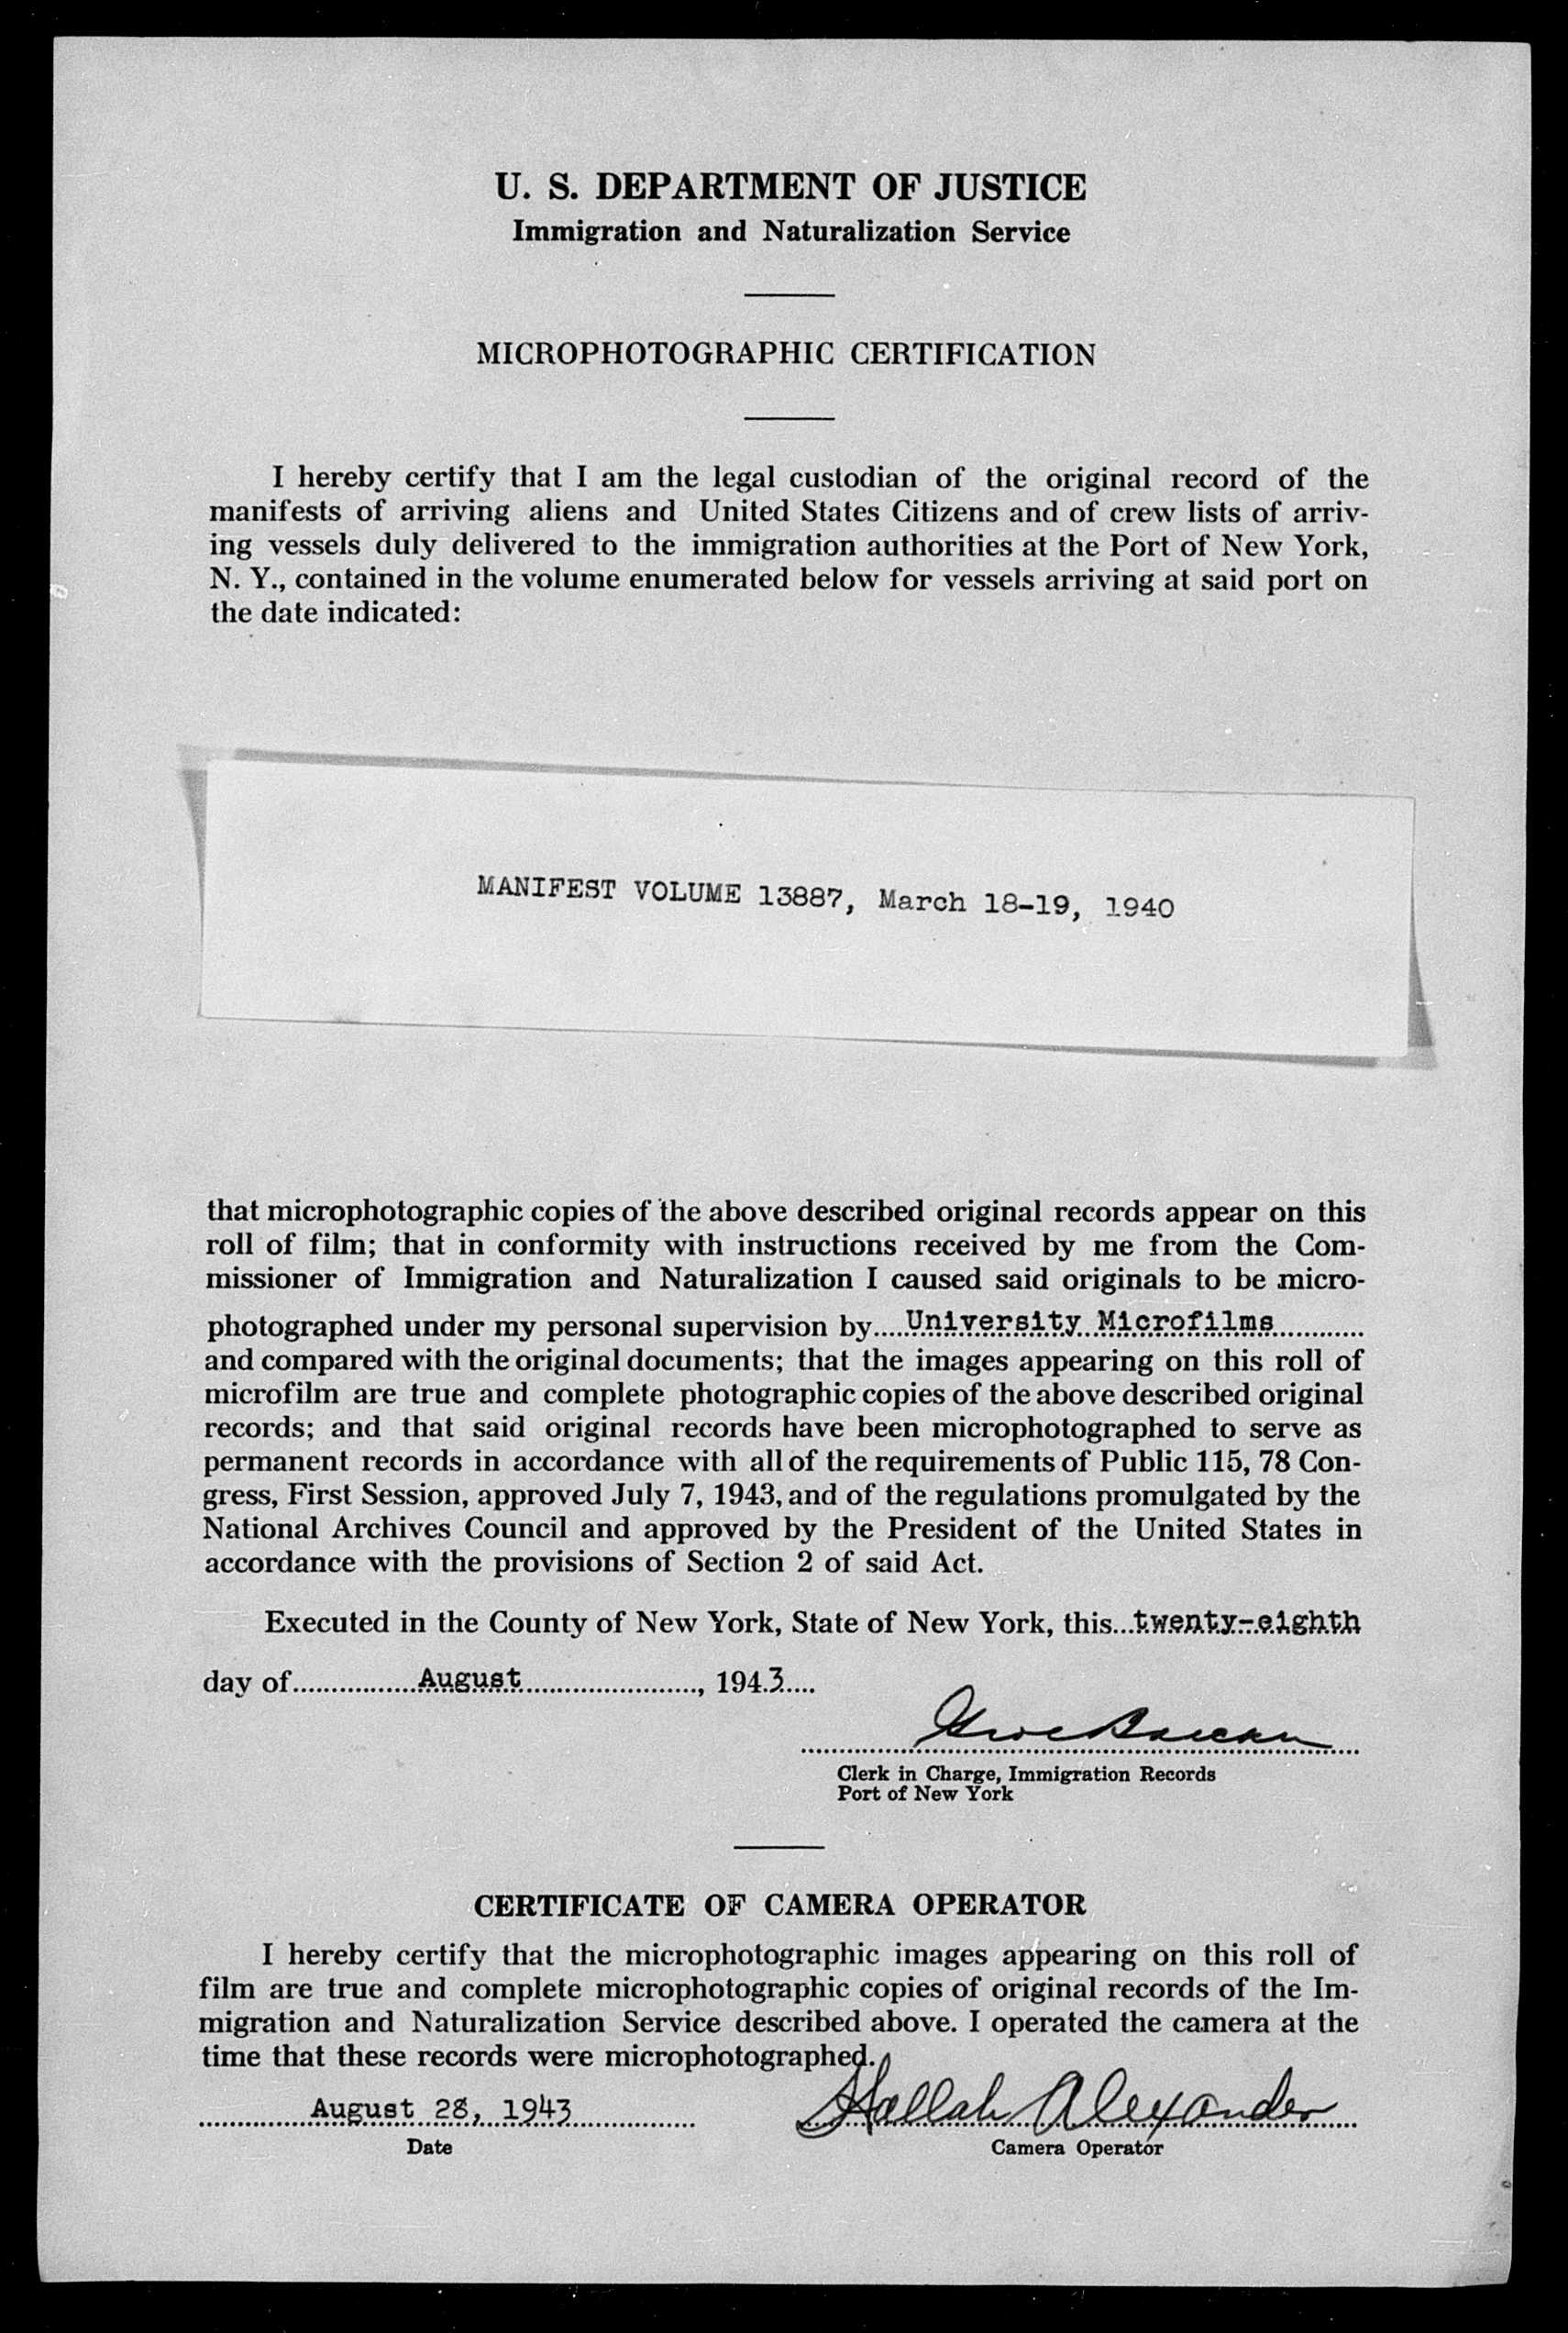 U. S. DEPARTMENT OF JUSTICE
Immigration and Naturalization Service
MICROPHOTOGRAPHIC CERTIFICATION
I hereby certify that I am the legal custodian of the original record of the
manifests of arriving aliens and United States Citizens and of crew lists of arriv-
ing vessels duly delivered to the immigration authorities at the Port of New York,
N. Y., contained in the volume enumerated below for vessels arriving at said port on
the date indicated:
MANIFEST VOLUME 13887, March 18-19, 1940
that microphotographic copies of the above described original records appear on this
roll of film; that in conformity with instructions received by me from the Com-
missioner of Immigration and Naturalization I caused said originals to be micro-
photographed under my personal supervision by.....University Microfilms............
and compared with the original documents; that the images appearing on this roll of
microfilm are true and complete photographic copies of the above described original
records; and that said original records have been microphotographed to serve as
permanent records in accordance with all of the requirements of Public 115, 78 Con-
gress, First Session, approved July 7, 1943, and of the regulations promulgated by the
National Archives Council and approved by the President of the United States in
accordance with the provisions of Section 2 of said Act.
Executed in the County of New York, State of New York, this...twenty-eighth
day of................August......................, 1943.....
Clerk in Charge, Immigration Records
Port of New York
CERTIFICATE OF CAMERA OPERATOR
I hereby certify that the microphotographic images appearing on this roll of
film are true and complete microphotographic copies of original records of the Im-
migration and Naturalization Service described above. I operated the camera at the
time that these records were microphotographed.
August 28, 1943 Hallah Alexander
Date Camera Operator